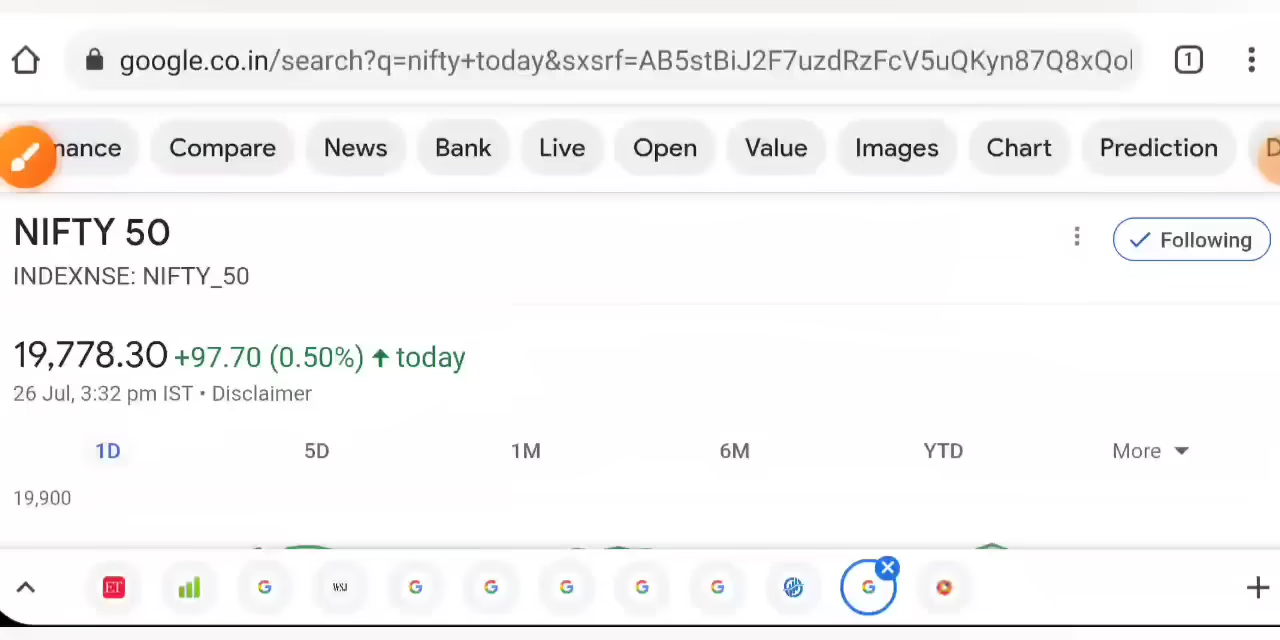 google.co.in/search?q=nifty+today&sxsrf=AB5stBiJ2F7uzdRzFcV5uQKyn87Q8xQol
1
nance Compare News Bank Live Open Value Images Chart Prediction D
NIFTY 50
Following
INDEXNSE: NIFTY_50
19,778.30 +97.70 (0.50%) ↑ today
26 Jul, 3:32 pm IST • Disclaimer
1D 5D 1M 6M YTD More
19,900
ET G WSJ G G G G G G